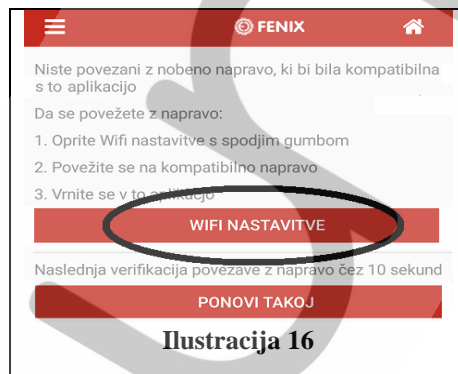 FENIX
Niste povezani z nobeno napravo, ki bi bila kompatibilna
s to aplikacijo
Da se povežete z napravo:
1. Oprite Wifi nastavitve s spodjim gumbom
2. Povežite se na kompatibilno napravo
3. Vrnite se v to aplikacjo
WIFI NASTAVITVE
Naslednja verifikacija povezave z napravo čez 10 sekund
PONOVI TAKOJ
Ilustracija 16